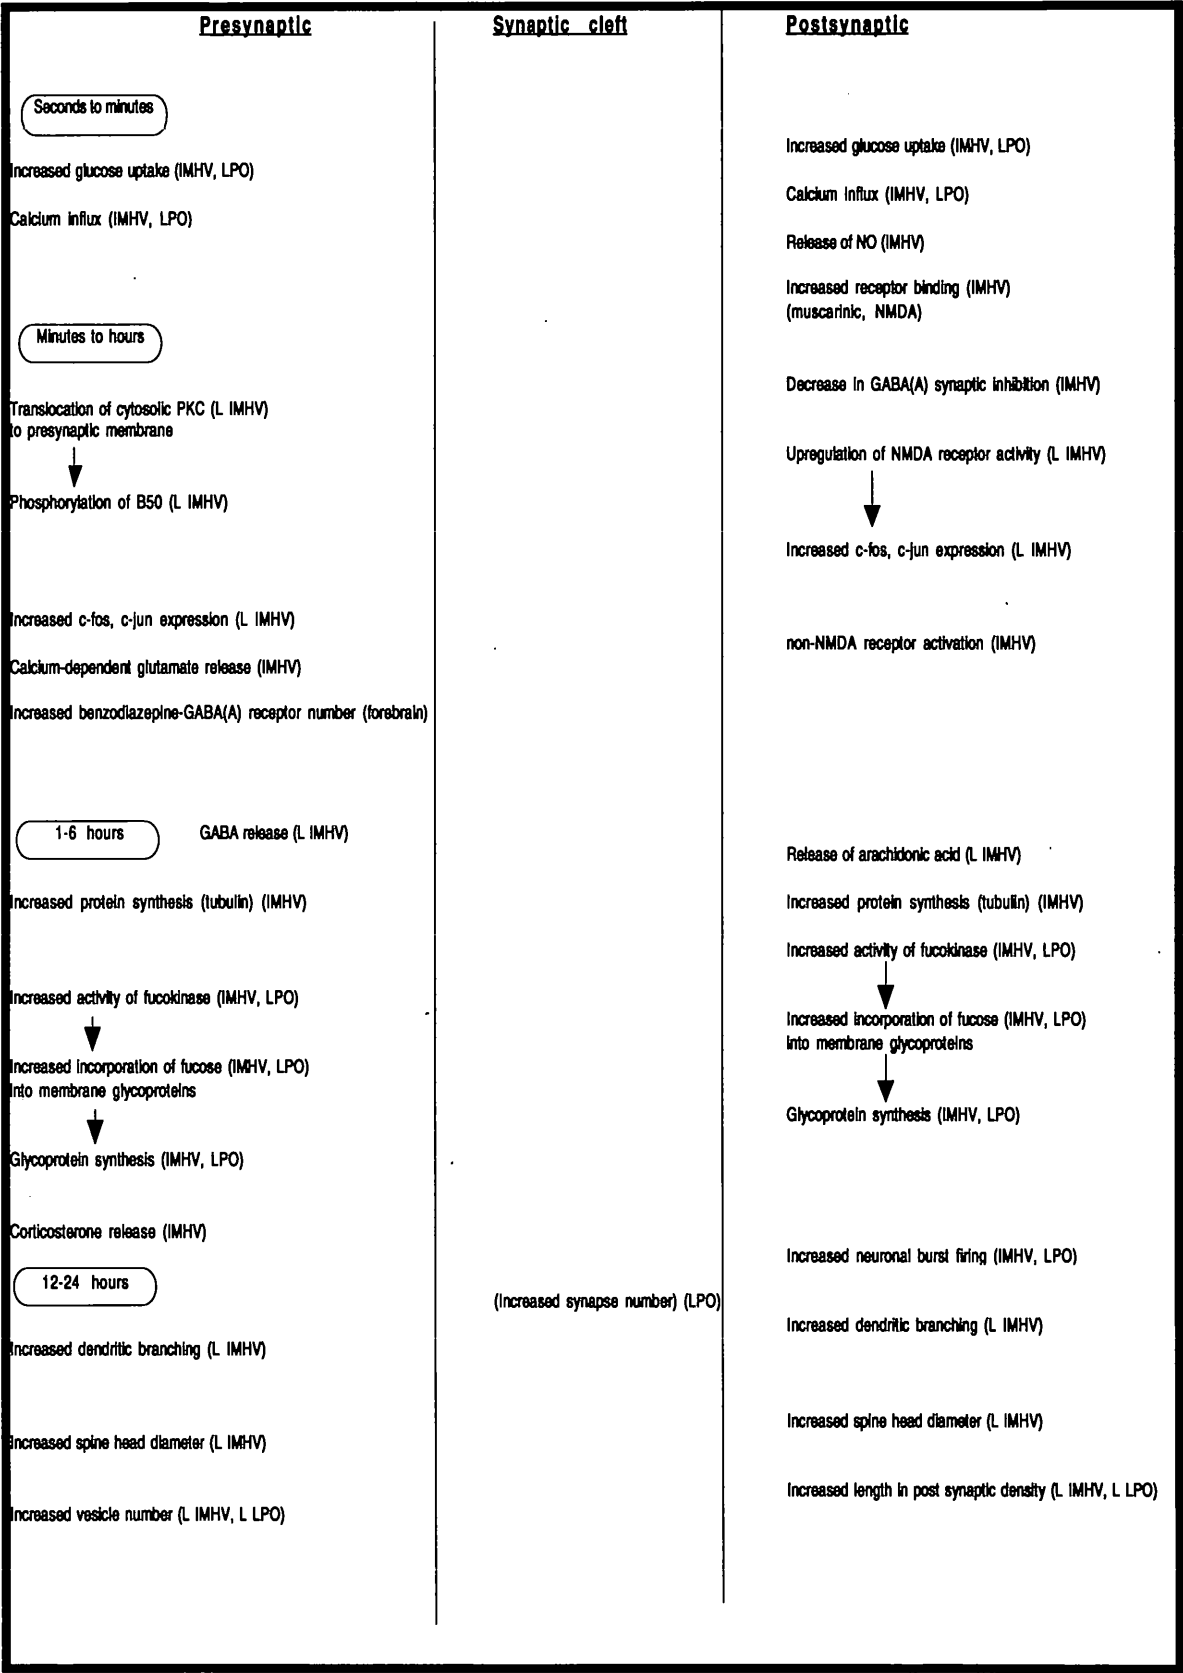 Presynaptic
Synaptic cleft
Postsynaptic
Seconds to minutes
Increased glucose uptake (IMHV, LPO)
Calcium influx (IMHV, LPO)
Increased glucose uptake (IMHV, LPO)
Calcium influx (IMHV, LPO)
Release of NO (IMHV)
Increased receptor binding (IMHV)
(muscarinic, NMDA)
Minutes to hours
Translocation of cytosolic PKC (L IMHV)
to presynaptic membrane
Phosphorylation of B50 (L IMHV)
Increased c-fos, c-jun expression (L IMHV)
Calcium-dependent glutamate release (IMHV)
Increased benzodiazepine-GABA(A) receptor number (forebrain)
Decrease in GABA(A) synaptic inhibition (IMHV)
Upregulation of NMDA receptor activity (L IMHV)
Increased c-fos, c-jun expression (L IMHV)
non-NMDA receptor activation (IMHV)
1-6 hours
GABA release (L IMHV)
Increased protein synthesis (tubulin) (IMHV)
Increased activity of fucokinase (IMHV, LPO)
Increased incorporation of fucose (IMHV, LPO)
into membrane glycoproteins
Glycoprotein synthesis (IMHV, LPO)
Corticosterone release (IMHV)
Release of arachidonic acid (L IMHV)
Increased protein synthesis (tubulin) (IMHV)
Increased activity of fucokinase (IMHV, LPO)
Increased incorporation of fucose (IMHV, LPO)
into membrane glycoproteins
Glycoprotein synthesis (IMHV, LPO)
Increased neuronal burst firing (IMHV, LPO)
12-24 hours
Increased dendritic branching (L IMHV)
Increased spine head diameter (L IMHV)
Increased vesicle number (L IMHV, L LPO)
(Increased synapse number) (LPO)
Increased dendritic branching (L IMHV)
Increased spine head diameter (L IMHV)
Increased length in post synaptic density (L IMHV, L LPO)